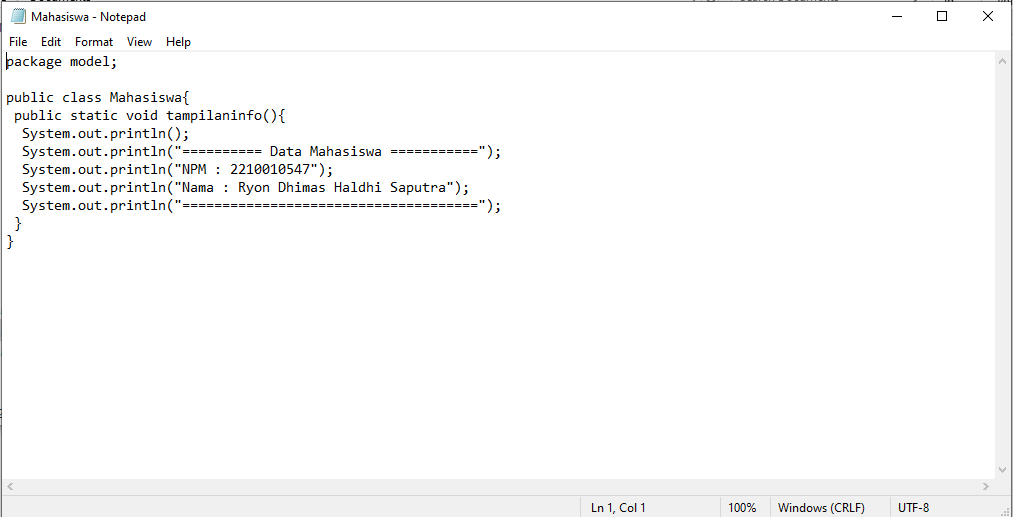 Mahasiswa - Notepad
File Edit Format View Help
package model;
public class Mahasiswa{
public static void tampilaninfo(){
System.out.println();
System.out.println("========== Data Mahasiswa ===========");
System.out.println("NPM : 2210010547");
System.out.println("Nama : Ryon Dhimas Haldhi Saputra");
System.out.println("=====================================");
}
}
Ln 1, Col 1 100% Windows (CRLF) UTF-8